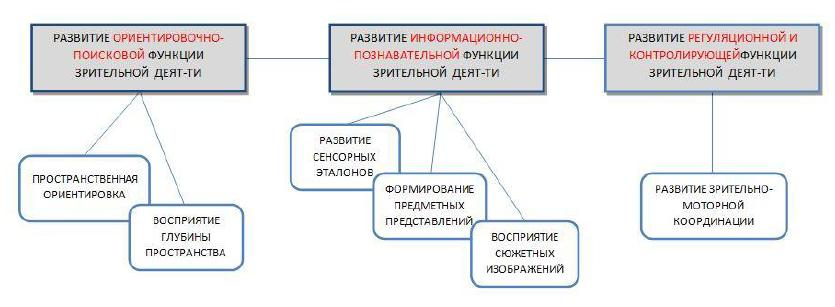 РАЗВИТИЕ ОРИЕНТИРОВОЧНО-
ПОИСКОВОЙ ФУНКЦИИ
ЗРИТЕЛЬНОЙ ДЕЯТ-ТИ
РАЗВИТИЕ ИНФОРМАЦИОННО-
ПОЗНАВАТЕЛЬНОЙ ФУНКЦИИ
ЗРИТЕЛЬНОЙ ДЕЯТ-ТИ
РАЗВИТИЕ РЕГУЛЯЦИОННОЙ И
КОНТРОЛИРУЮЩЕЙФУНКЦИИ
ЗРИТЕЛЬНОЙ ДЕЯТ-ТИ
ПРОСТРАНСТВЕННАЯ
ОРИЕНТИРОВКА
ВОСПРИЯТИЕ
ГЛУБИНЫ
ПРОСТРАНСТВА
РАЗВИТИЕ
СЕНСОРНЫХ
ЭТАЛОНОВ
ФОРМИРОВАНИЕ
ПРЕДМЕТНЫХ
ПРЕДСТАВЛЕНИЙ
ВОСПРИЯТИЕ
СЮЖЕТНЫХ
ИЗОБРАЖЕНИЙ
РАЗВИТИЕ ЗРИТЕЛЬНО-
МОТОРНОЙ
КООРДИНАЦИИ